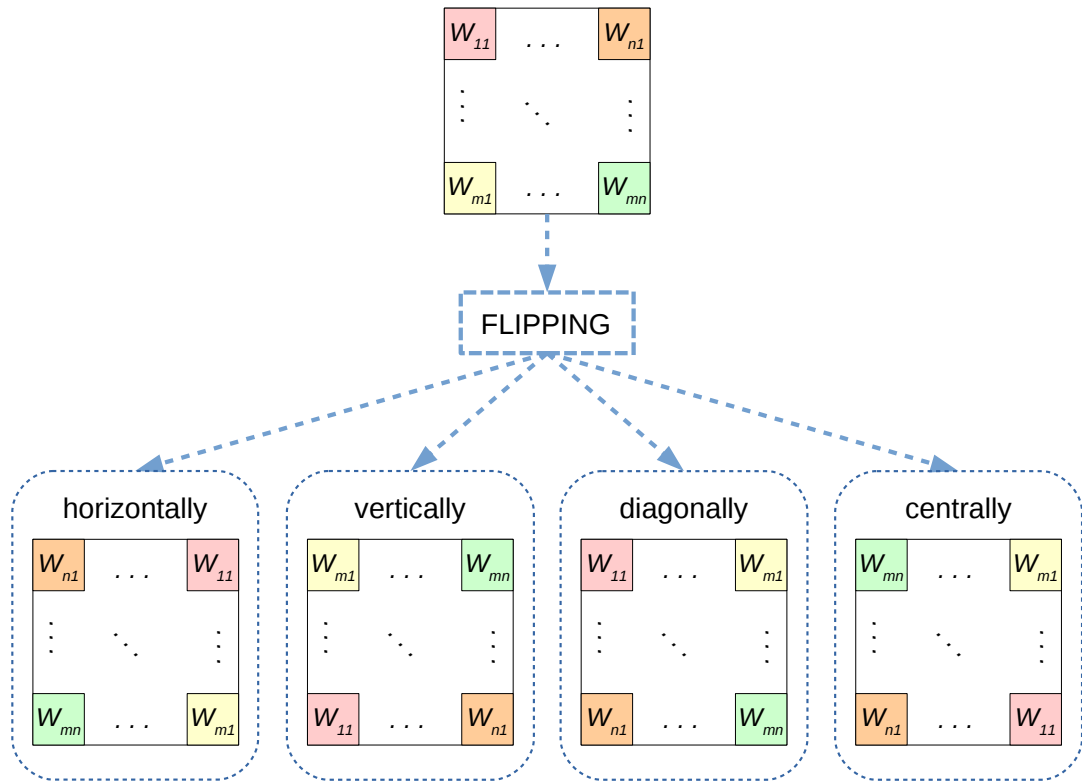 W11 . . . Wn1
. . . . . . . . .
Wm1 . . . Wmn
FLIPPING
horizontally vertically diagonally centrally
Wn1 . . . W11 Wm1 . . . Wmn W11 . . . Wm1 Wmn . . . Wm1
. . . . . . . . . . . . . . . . . . . . . . . . . . . . . . . . . . . .
Wmn . . . Wm1 W11 . . . Wn1 Wn1 . . . Wmn Wn1 . . . W11